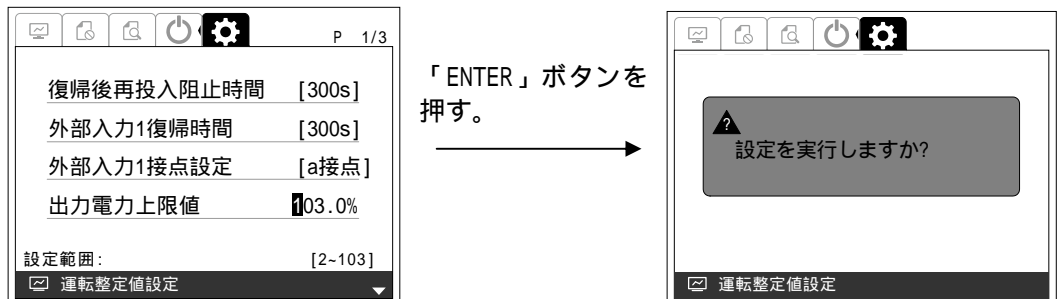 P 1/3
復帰後再投入阻止時間 [300s]
外部入力1復帰時間 [300s]
外部入力1接点設定 [a接点]
出力電力上限値 103.0%
設定範囲: [2~103]
運転整定値設定
「ENTER」ボタンを
押す。
?
設定を実行しますか?
運転整定値設定